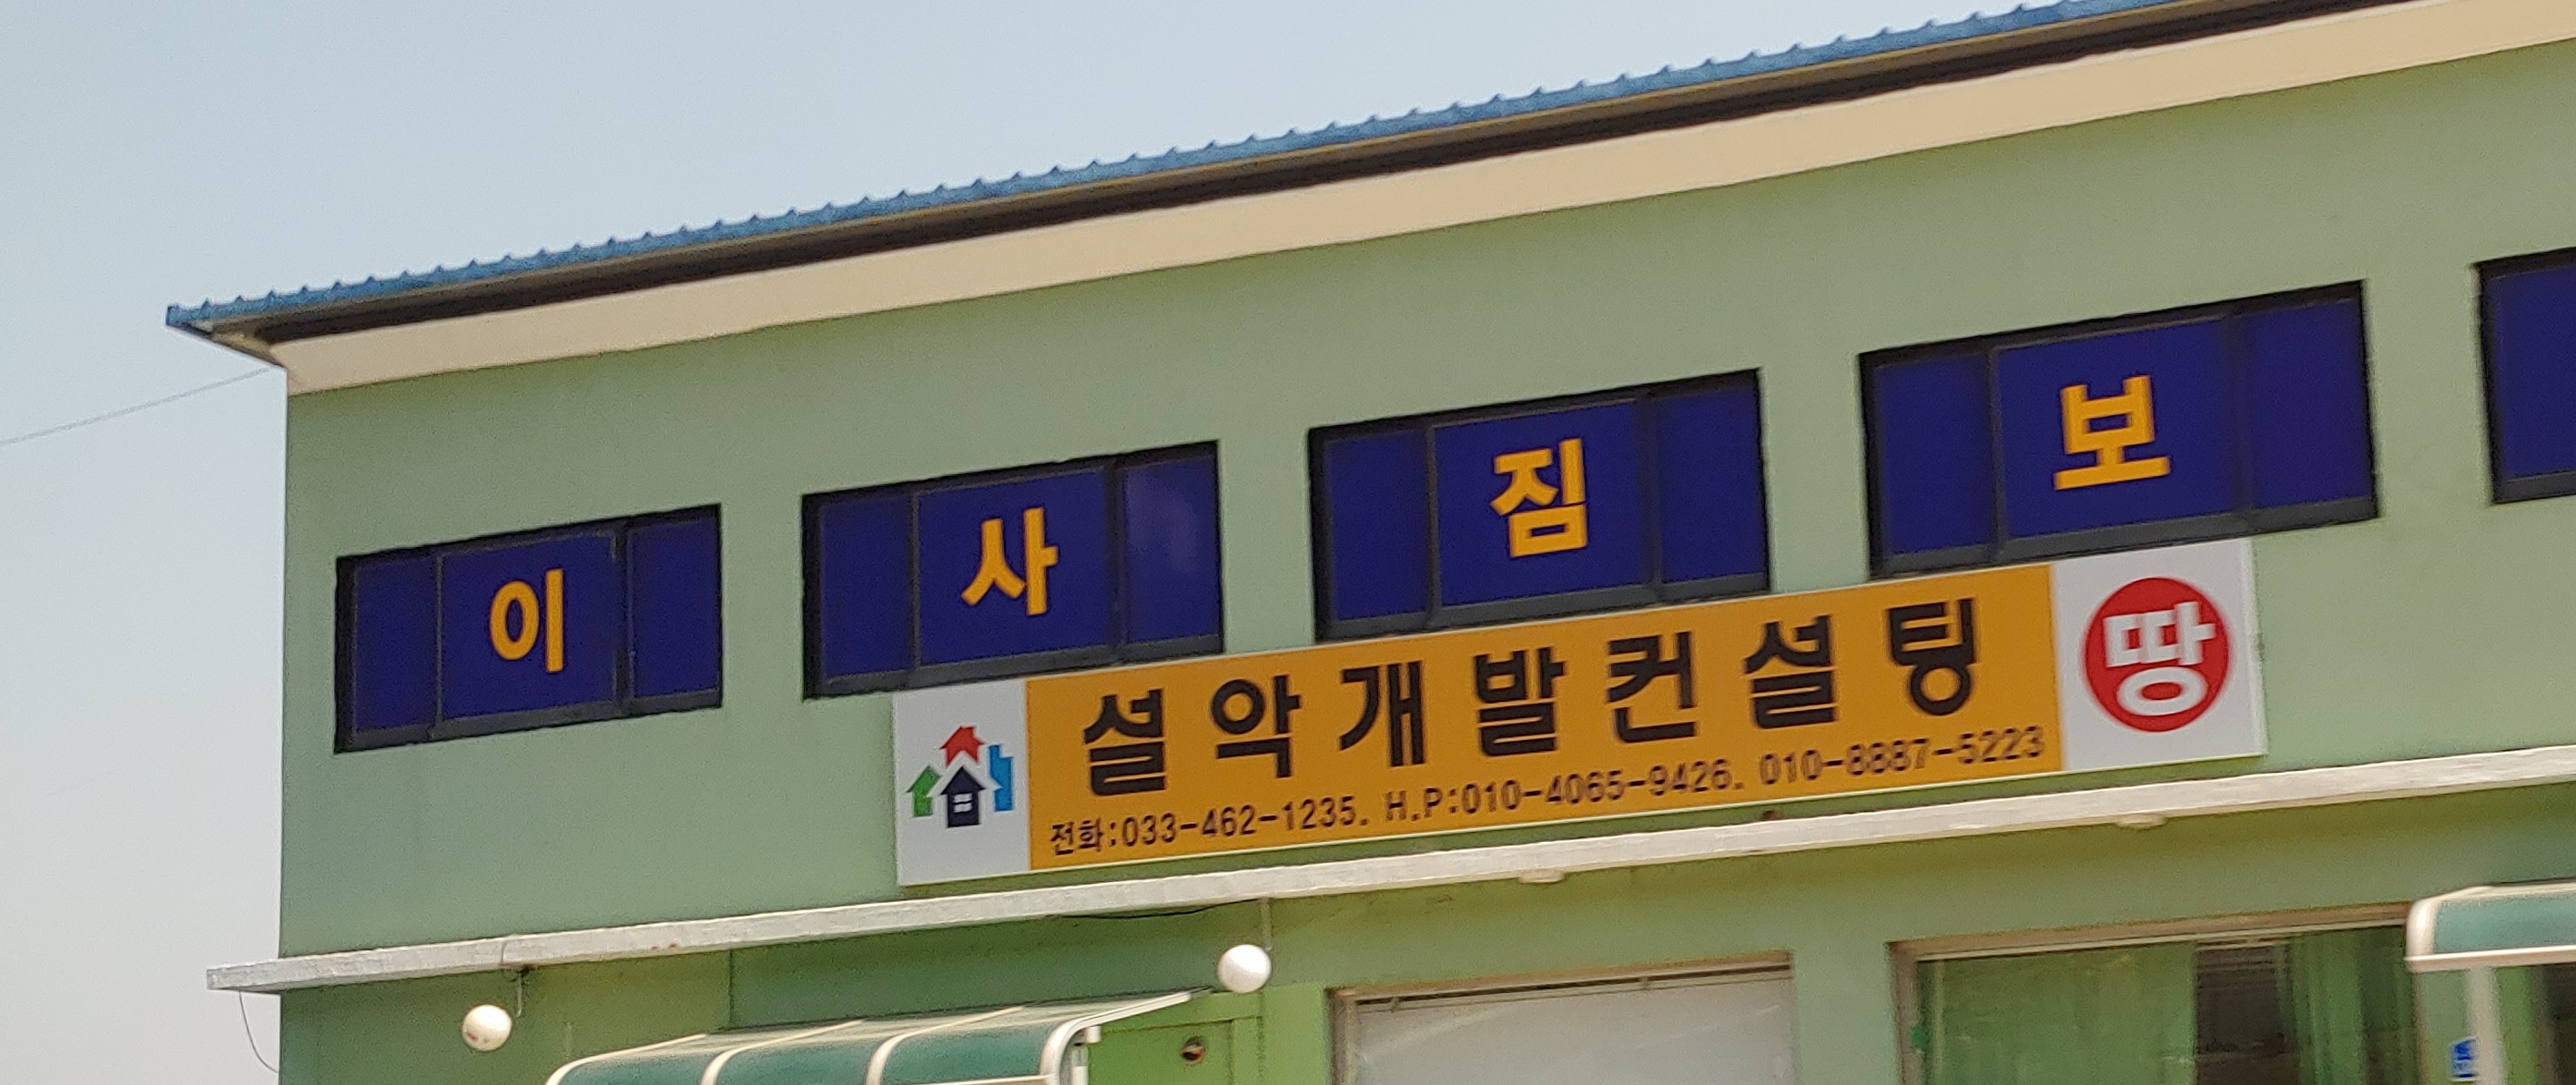 이 사 짐 보
설악개발컨설팅
땅
전화:033-462-1235. H.P:010-4065-9426. 010-8887-5223